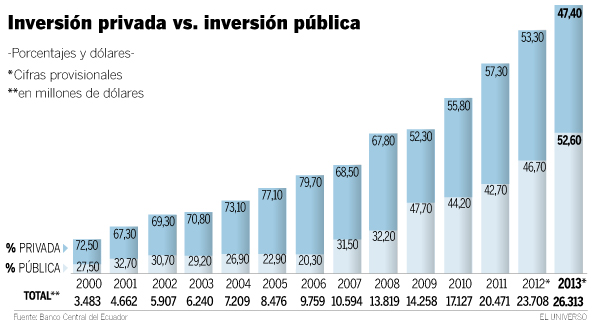 Inversión privada vs. inversión pública
-Porcentajes y dólares-
*Cifras provisionales
**en millones de dólares
72,50 67,30 69,30 70,80 73,10 77,10 79,70 68,50 67,80 52,30 55,80 57,30 53,30 47,40
% PRIVADA
% PÚBLICA
27,50 32,70 30,70 29,20 26,90 22,90 20,30 31,50 32,20 47,70 44,20 42,70 46,70 52,60
2000 2001 2002 2003 2004 2005 2006 2007 2008 2009 2010 2011 2012* 2013*
TOTAL** 3.483 4.662 5.907 6.240 7.209 8.476 9.759 10.594 13.819 14.258 17.127 20.471 23.708 26.313
Fuente: Banco Central del Ecuador
EL UNIVERSO